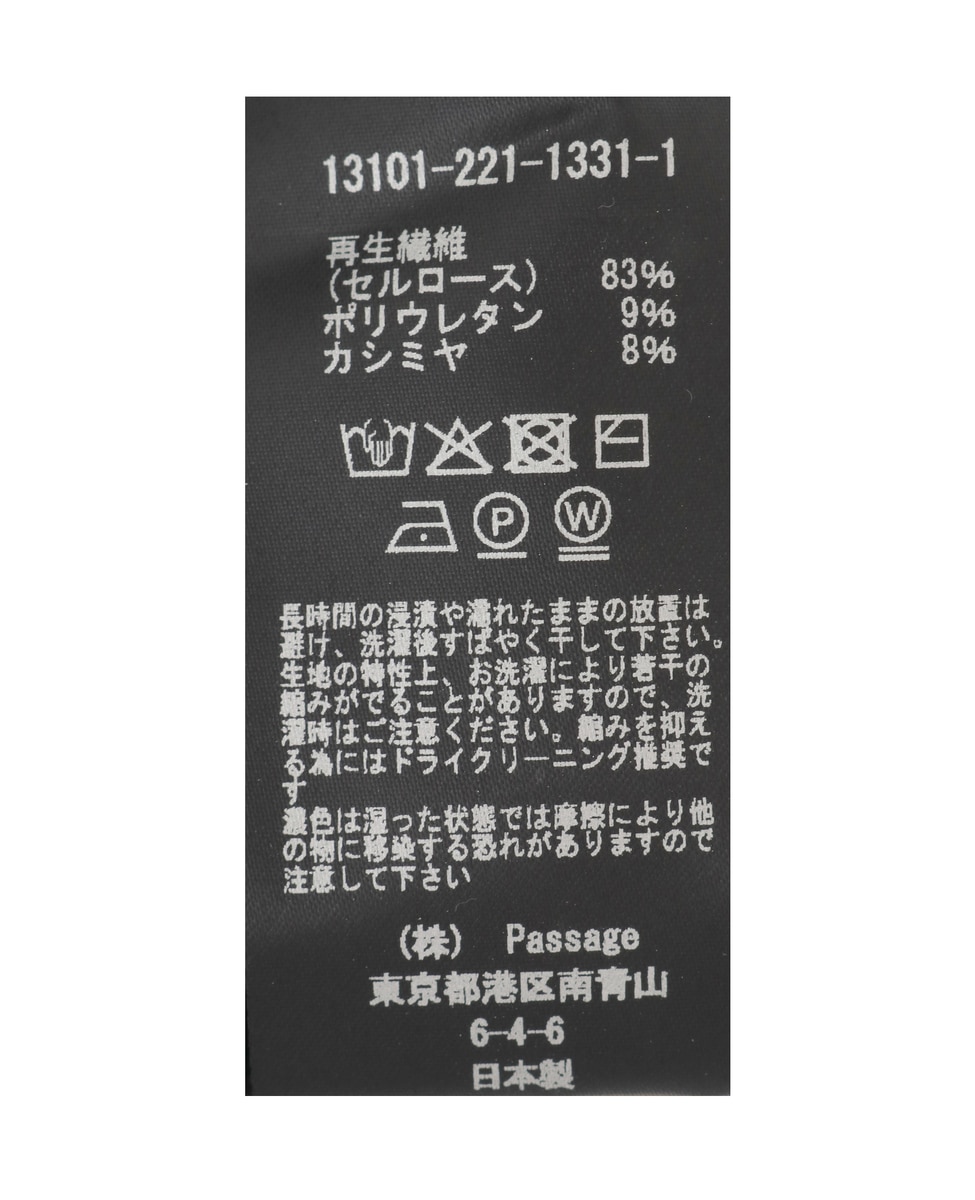 13101-221-1331-1
再生繊維
(セルロース) 83%
ポリウレタン 9%
カシミヤ 8%
P W
長時間の浸漬や濡れたままの放置は
避け、洗濯後すばやく干して下さい。
生地の特性上、お洗濯により若干の
縮みがでることがありますので、洗
濯時はご注意ください。縮みを抑え
る為にはドライクリーニング推奨で
す
濃色は湿った状態では摩擦により他
の物に移染する恐れがありますので
注意して下さい
(株) Passage
東京都港区南青山
6-4-6
日本製